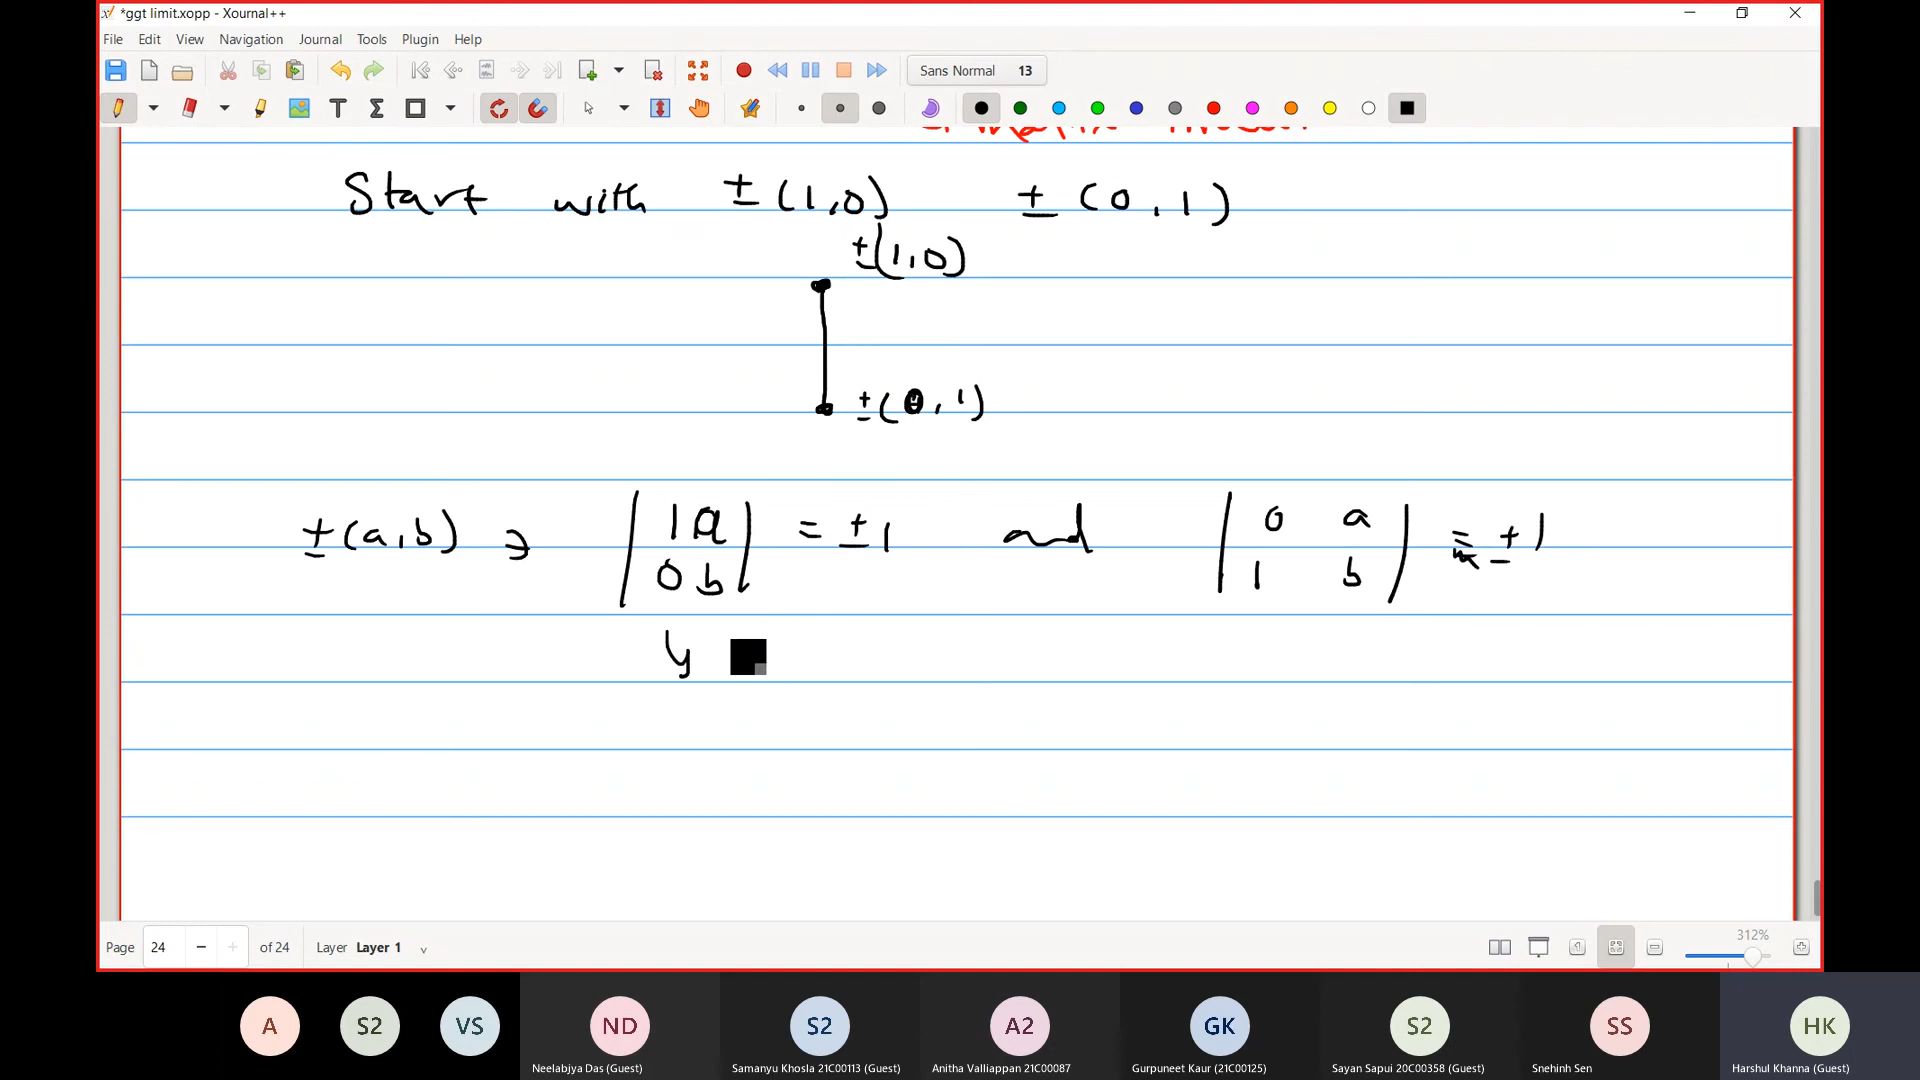 *ggt limit.xopp - Xournal++
File Edit View Navigation Journal Tools Plugin Help
Sans Normal 13
Start with ±(1,0) ±(0,1)
±(1,0)
±(0,1)
±(a,b) ∋ |1 a| = ±1 and |0 a| = ±1
|0 b| |1 b|
Page 24 of 24 Layer Layer 1 312%
A S2 VS ND S2 A2 GK S2 SS HK
Neelabjya Das (Guest) Samanyu Khosla 21C00113 (Guest) Anitha Valliappan 21C00087 Gurpuneet Kaur (21C00125) Sayan Sapui 20C00358 (Guest) Snehinh Sen Harshul Khanna (Guest)